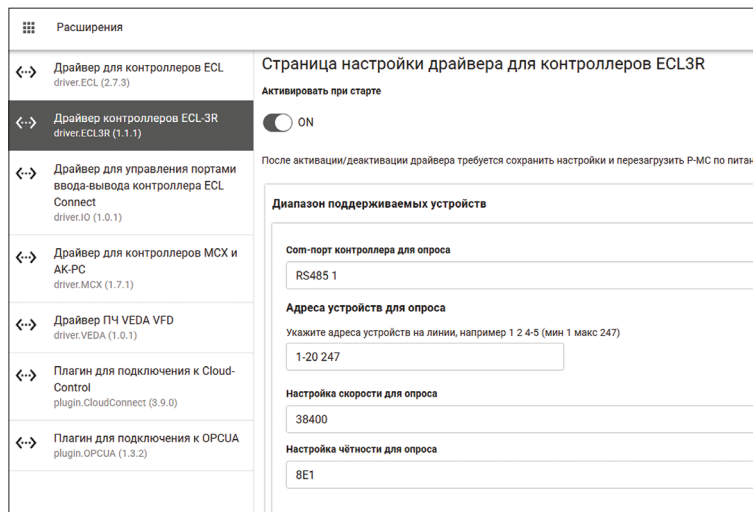 Расширения
Драйвер для контроллеров ECL
driver.ECL (2.7.3)
Драйвер контроллеров ECL-3R
driver.ECL3R (1.1.1)
Драйвер для управления портами
ввода-вывода контроллера ECL
Connect
driver.IO (1.0.1)
Драйвер для контроллеров MCX и
AK-PC
driver.MCX (1.7.1)
Драйвер ПЧ VEDA VFD
driver.VEDA (1.0.1)
Плагин для подключения к Cloud-
Control
plugin.CloudConnect (3.9.0)
Плагин для подключения к OPCUA
plugin.OPCUA (1.3.2)
Страница настройки драйвера для контроллеров ECL3R
Активировать при старте
ON
После активации/деактивации драйвера требуется сохранить настройки и перезагрузить Р-МС по питан
Диапазон поддерживаемых устройств
Com-порт контроллера для опроса
RS485 1
Адреса устройств для опроса
Укажите адреса устройств на линии, например 1 2 4-5 (мин 1 макс 247)
1-20 247
Настройка скорости для опроса
38400
Настройка чётности для опроса
8E1